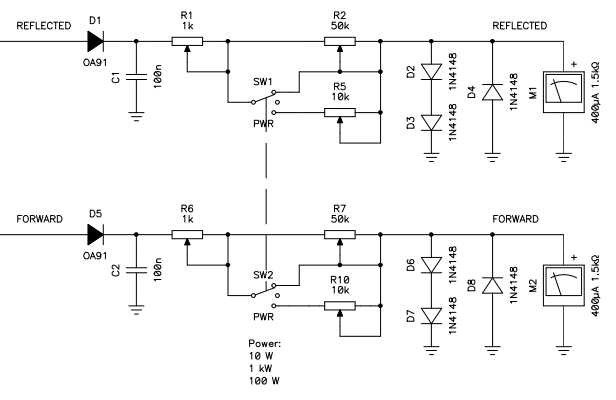 REFLECTED
D1
OA91
C1
100n
R1
1k
R2
50k
SW1
PWR
R5
10k
D2
1N4148
D3
1N4148
D4
1N4148
REFLECTED
M1
+
400µA 1.5kΩ
FORWARD
D5
OA91
C2
100n
R6
1k
R7
50k
SW2
PWR
R10
10k
D6
1N4148
D7
1N4148
D8
1N4148
FORWARD
M2
+
400µA 1.5kΩ
Power:
10 W
1 kW
100 W